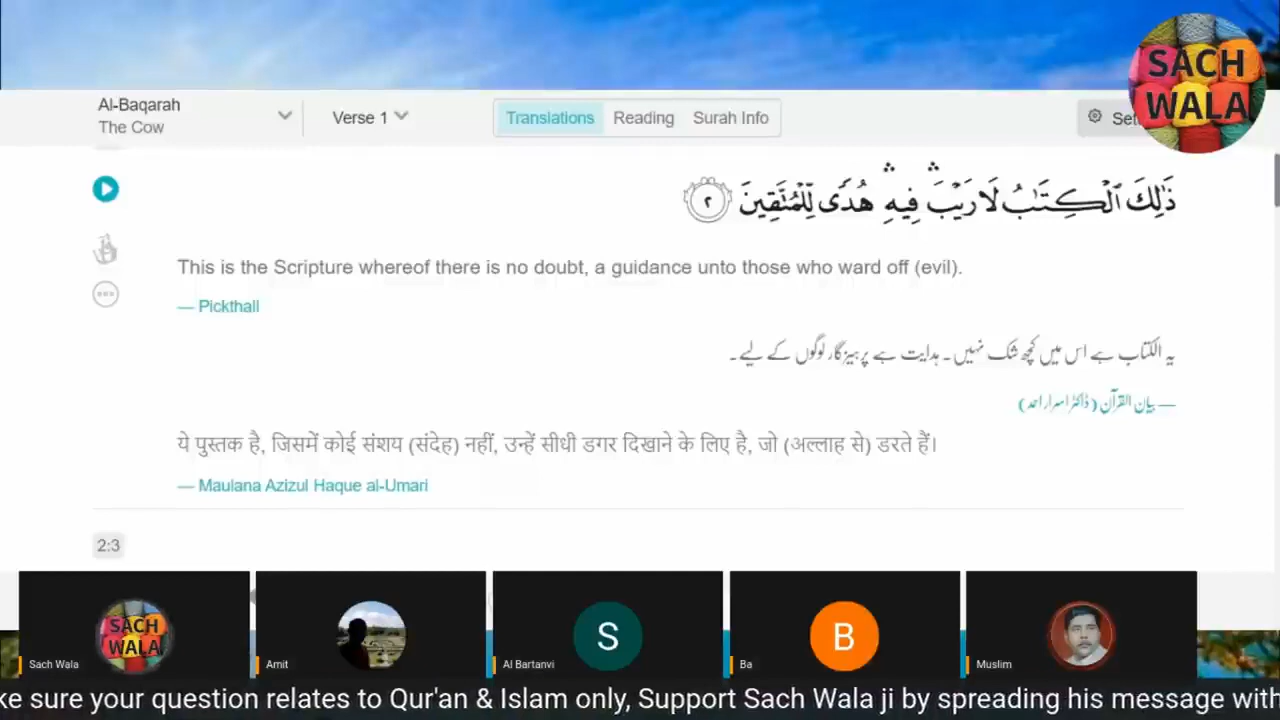 SACH
WALA
Al-Baqarah
The Cow
Verse 1
Translations
Reading
Surah Info
ذَٰلِكَ ٱلْكِتَـٰبُ لَا رَيْبَ ۛ فِيهِ ۛ هُدًى لِّلْمُتَّقِينَ ٢
This is the Scripture whereof there is no doubt, a guidance unto those who ward off (evil).
— Pickthall
یہ الکتاب ہے اس میں کچھ شک نہیں۔ ہدایت ہے پرہیزگار لوگوں کے لیے۔
— بیان القرآن (ڈاکٹر اسرار احمد)
ये पुस्तक है, जिसमें कोई संशय (संदेह) नहीं, उन्हें सीधी डगर दिखाने के लिए है, जो (अल्लाह से) डरते हैं।
— Maulana Azizul Haque al-Umari
2:3
SACH
WALA
S
B
Sach Wala
Amit
Al Bartanvi
Ba
Muslim
ke sure your question relates to Qur'an & Islam only, Support Sach Wala ji by spreading his message with